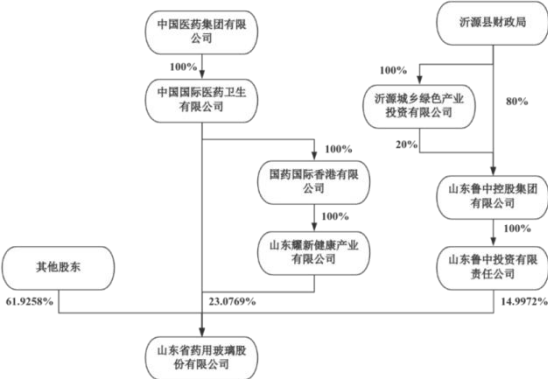 中国医药集团有限
公司
沂源县财政局
100%
100%
中国国际医药卫生
有限公司
沂源城乡绿色产业
投资有限公司
80%
100%
20%
国药国际香港有限
公司
山东鲁中控股集团
有限公司
100%
100%
其他股东
山东耀新健康产业
有限公司
山东鲁中投资有限
责任公司
61.9258%
23.0769%
14.9972%
山东省药用玻璃股
份有限公司